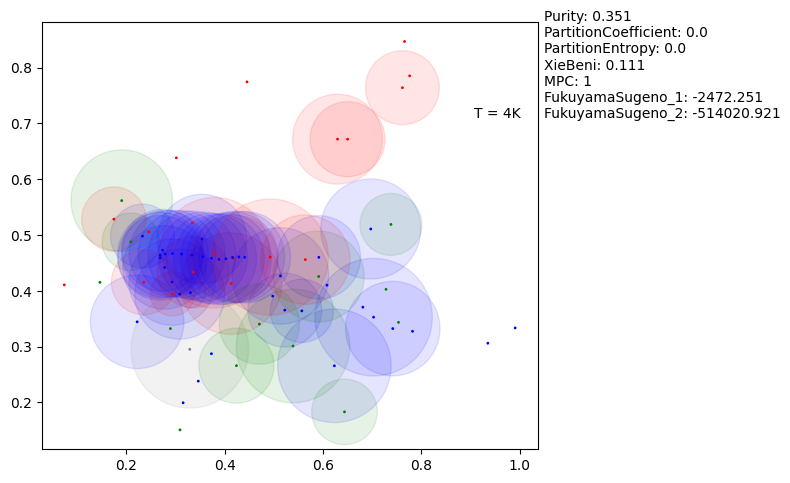 Purity: 0.351
PartitionCoefficient: 0.0
PartitionEntropy: 0.0
XieBeni: 0.111
MPC: 1
FukuyamaSugeno_1: -2472.251
FukuyamaSugeno_2: -514020.921
T = 4K
0.8
0.7
0.6
0.5
0.4
0.3
0.2
0.2 0.4 0.6 0.8 1.0